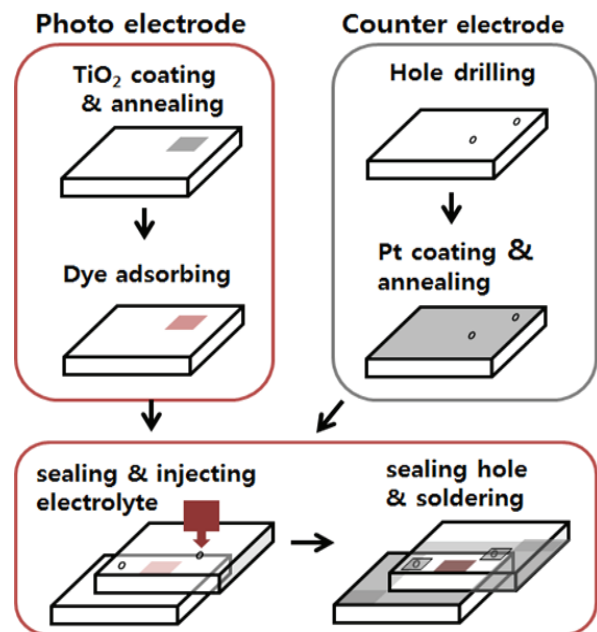 Photo electrode
TiO₂ coating
& annealing
Dye adsorbing
Counter electrode
Hole drilling
Pt coating &
annealing
sealing & injecting
electrolyte
sealing hole
& soldering